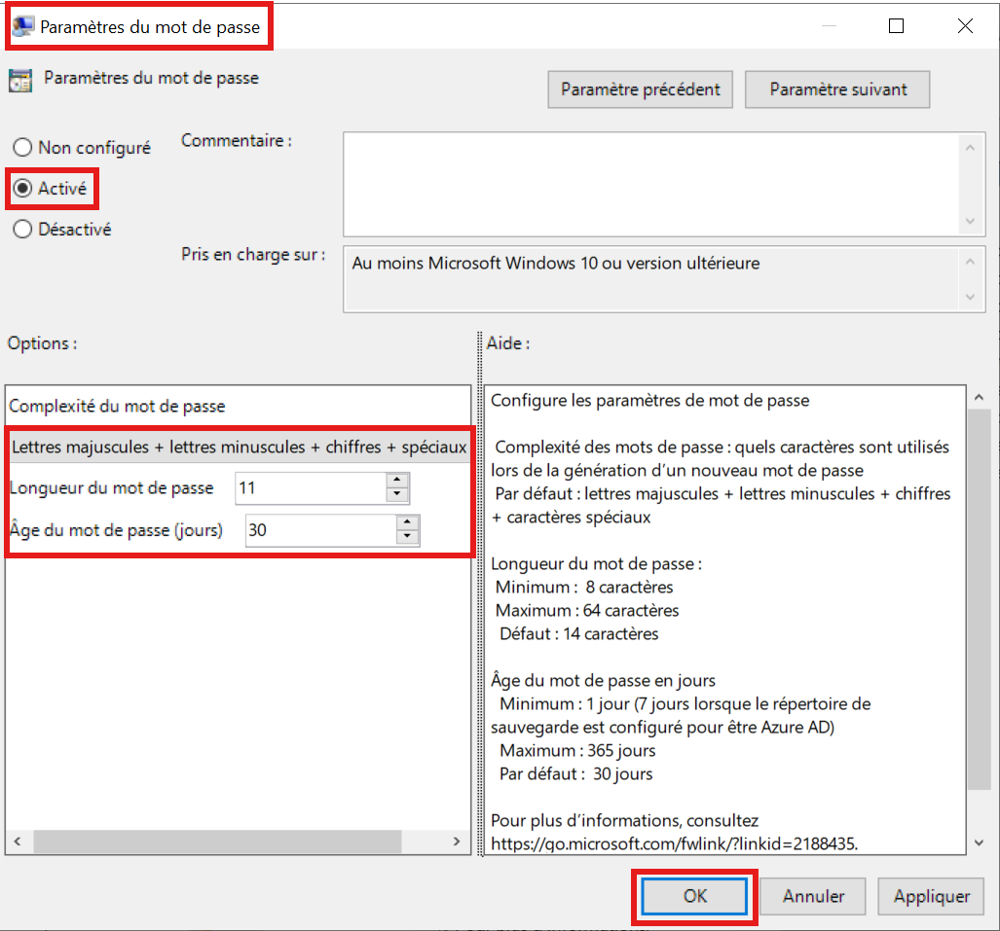 Paramètres du mot de passe
Paramètres du mot de passe
Paramètre précédent
Paramètre suivant
Non configuré
Commentaire :
Activé
Désactivé
Pris en charge sur :
Au moins Microsoft Windows 10 ou version ultérieure
Options :
Aide :
Complexité du mot de passe
Lettres majuscules + lettres minuscules + chiffres + spéciaux
Longueur du mot de passe 11
Âge du mot de passe (jours) 30
Configure les paramètres de mot de passe
Complexité des mots de passe : quels caractères sont utilisés
lors de la génération d’un nouveau mot de passe
Par défaut : lettres majuscules + lettres minuscules + chiffres
+ caractères spéciaux
Longueur du mot de passe :
Minimum : 8 caractères
Maximum : 64 caractères
Défaut : 14 caractères
Âge du mot de passe en jours
Minimum : 1 jour (7 jours lorsque le répertoire de
sauvegarde est configuré pour être Azure AD)
Maximum : 365 jours
Par défaut : 30 jours
Pour plus d’informations, consultez
https://go.microsoft.com/fwlink/?linkid=2188435.
OK
Annuler
Appliquer